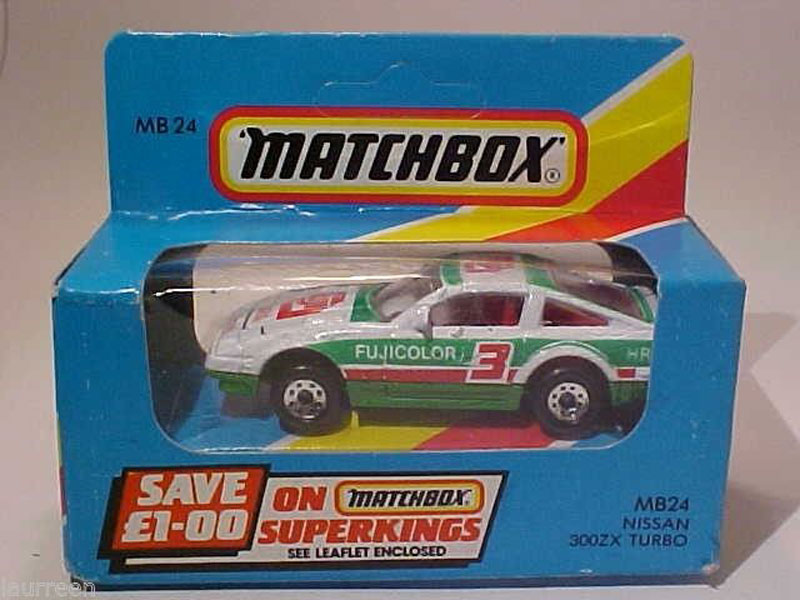 MB 24
'MATCHBOX'®
FUJICOLOR 3
3
HR
SAVE
£1-00
ON MATCHBOX
SUPERKINGS
SEE LEAFLET ENCLOSED
MB24
NISSAN
300ZX TURBO
laurreen